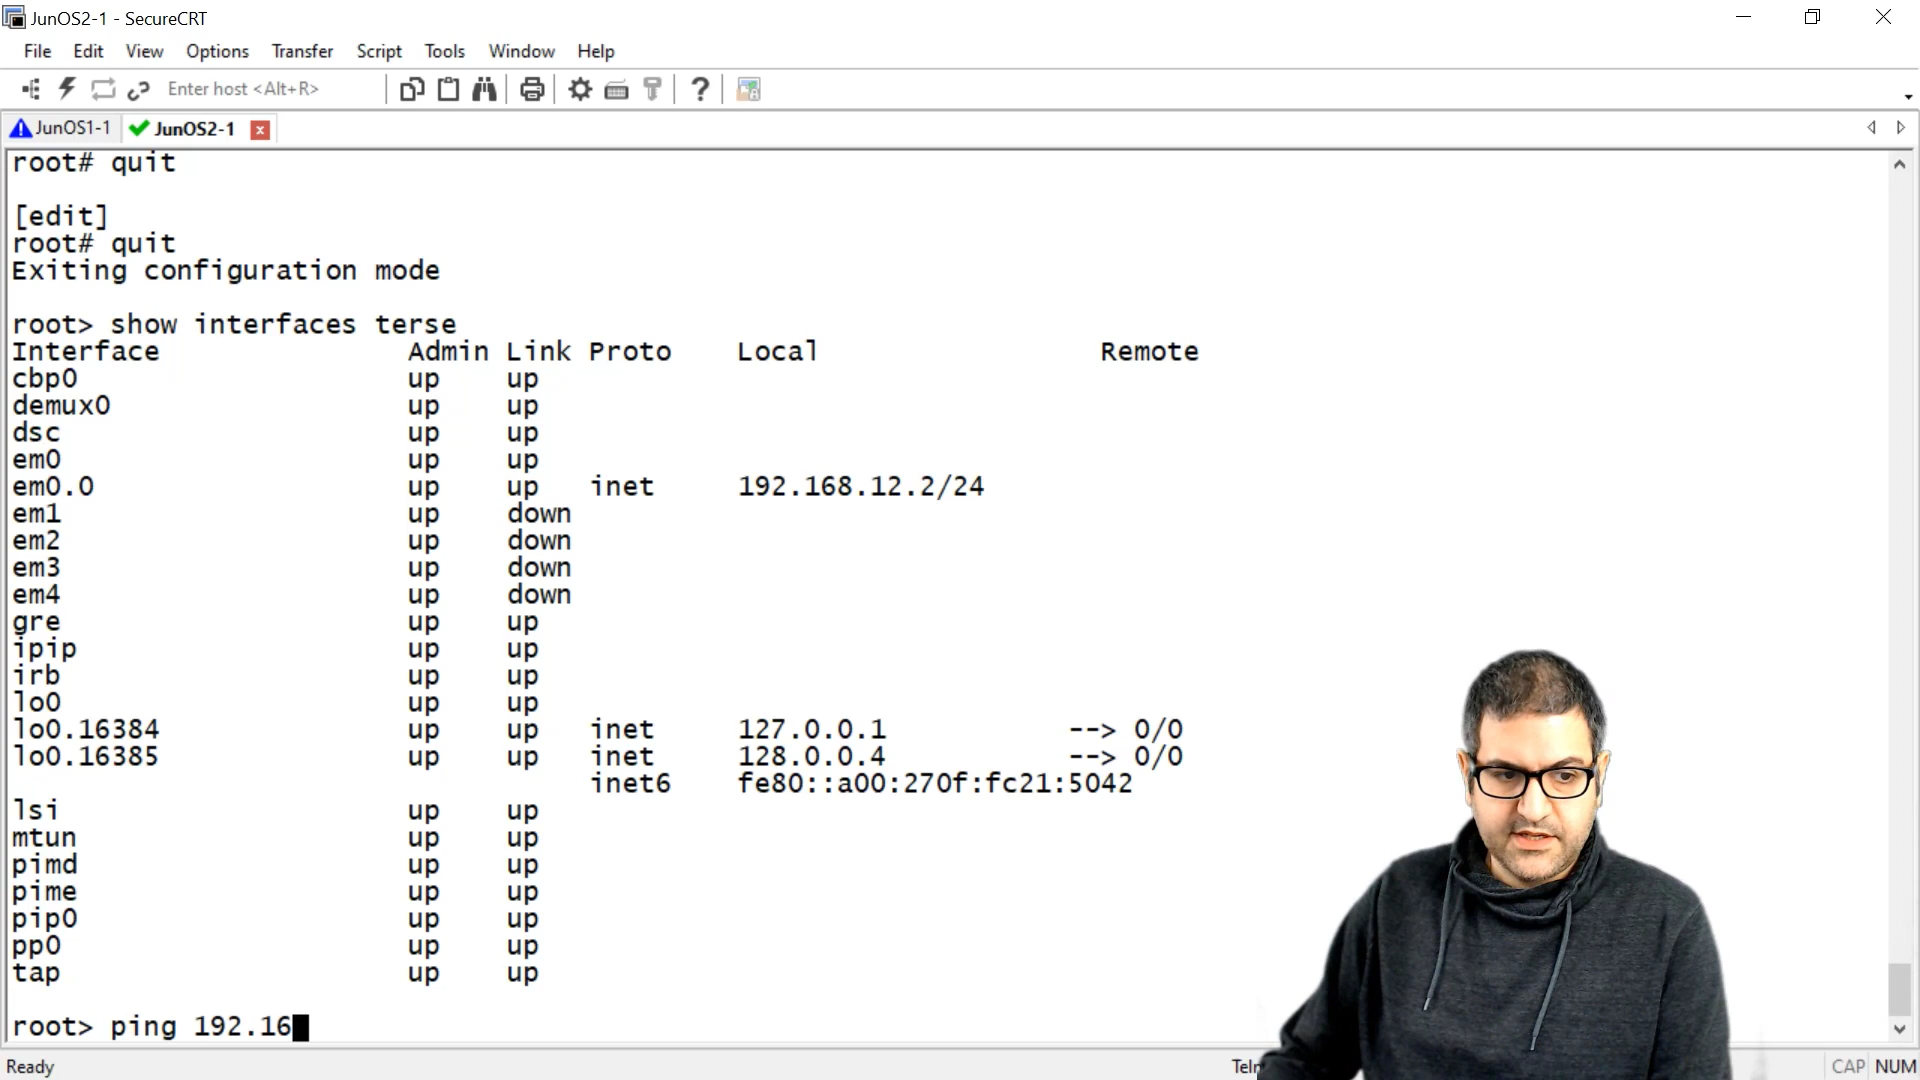 JunOS2-1 - SecureCRT
File Edit View Options Transfer Script Tools Window Help
Enter host <Alt+R>
JunOS1-1 JunOS2-1
root# quit
[edit]
root# quit
Exiting configuration mode
root> show interfaces terse
Interface Admin Link Proto Local Remote
cbp0 up up
demux0 up up
dsc up up
em0 up up
em0.0 up up inet 192.168.12.2/24
em1 up down
em2 up down
em3 up down
em4 up down
gre up up
ipip up up
irb up up
lo0 up up
lo0.16384 up up inet 127.0.0.1 --> 0/0
lo0.16385 up up inet 128.0.0.4 --> 0/0
inet6 fe80::a00:270f:fc21:5042
lsi up up
mtun up up
pimd up up
pime up up
pip0 up up
pp0 up up
tap up up
root> ping 192.16
Ready CAP NUM